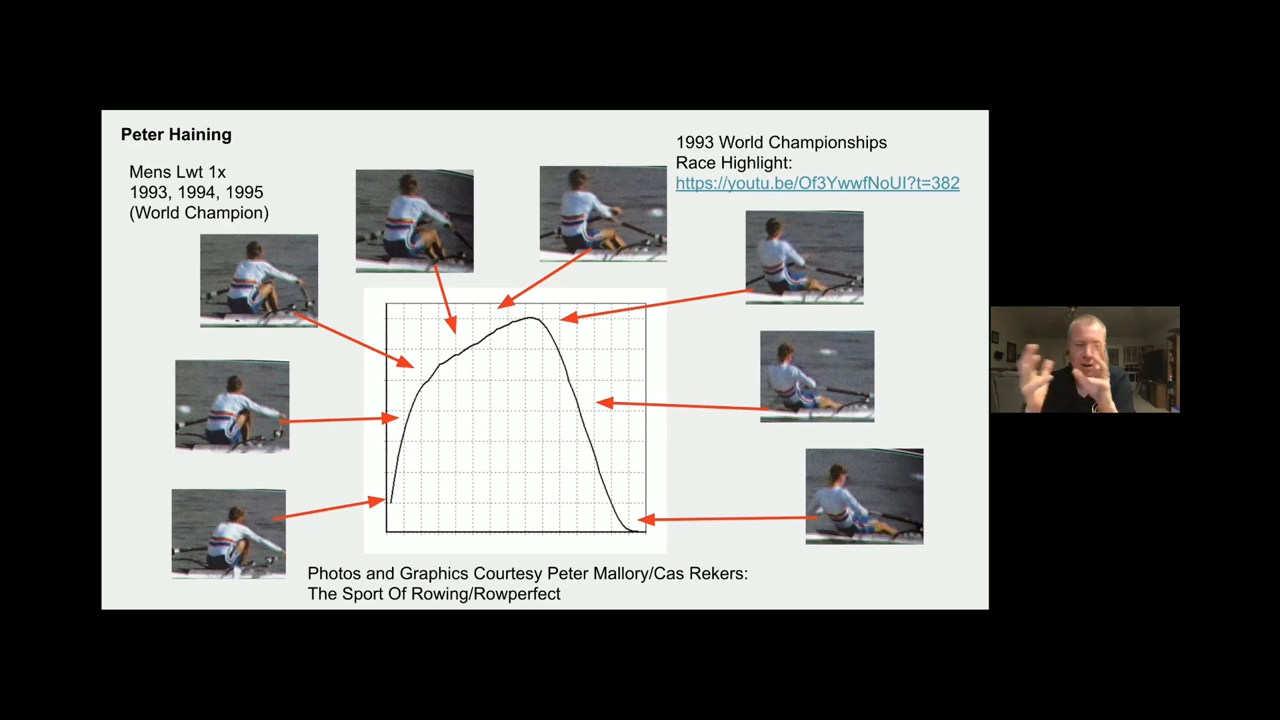 Peter Haining
Mens Lwt 1x
1993, 1994, 1995
(World Champion)
1993 World Championships
Race Highlight:
https://youtu.be/Of3YwwfNoUI?t=382
Photos and Graphics Courtesy Peter Mallory/Cas Rekers:
The Sport Of Rowing/Rowperfect